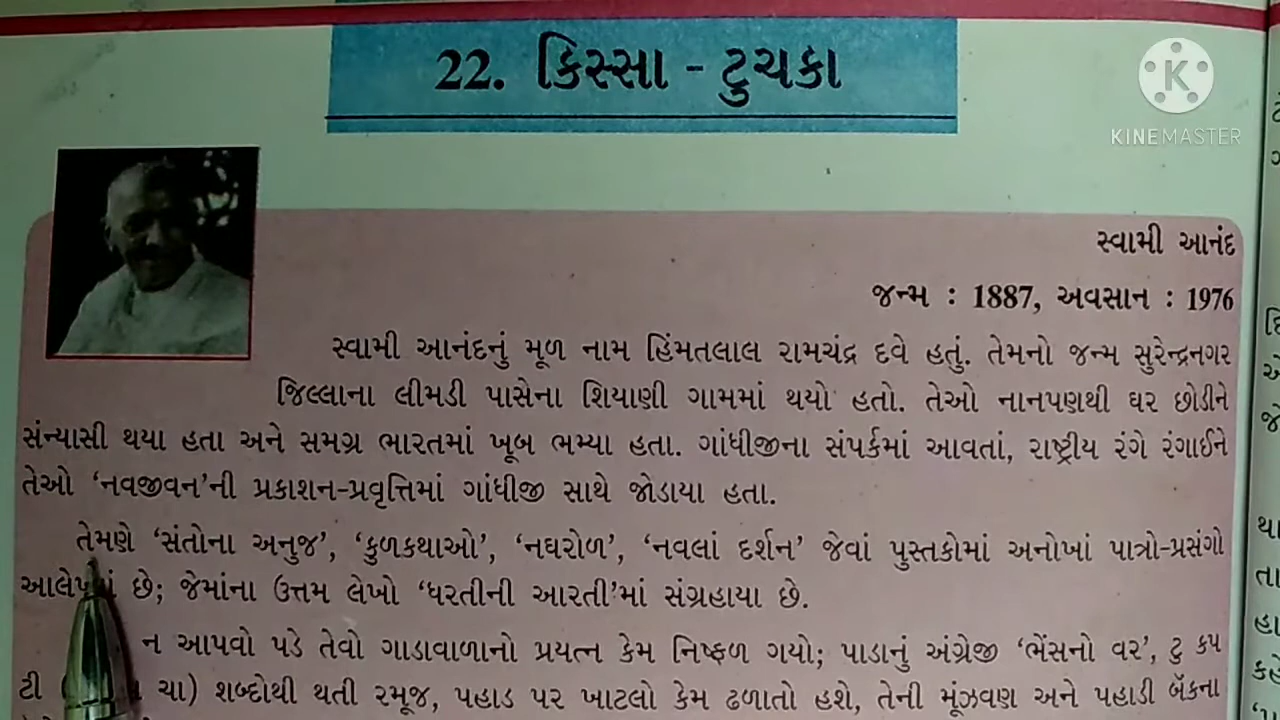 22. કિસ્સા - ટુચકા
KINEMASTER
સ્વામી આનંદ
જન્મ : 1887, અવસાન : 1976
સ્વામી આનંદનું મૂળ નામ હિંમતલાલ રામચંદ્ર દવે હતું. તેમનો જન્મ સુરેન્દ્રનગર
જિલ્લાના લીમડી પાસેના શિયાણી ગામમાં થયો હતો. તેઓ નાનપણથી ઘર છોડીને
સંન્યાસી થયા હતા અને સમગ્ર ભારતમાં ખૂબ ભમ્યા હતા. ગાંધીજીના સંપર્કમાં આવતાં, રાષ્ટ્રીય રંગે રંગાઈને
તેઓ ‘નવજીવન’ની પ્રકાશન-પ્રવૃત્તિમાં ગાંધીજી સાથે જોડાયા હતા.
તેમણે ‘સંતોના અનુજ’, ‘કુળકથાઓ’, ‘નઘરોળ’, ‘નવલાં દર્શન’ જેવાં પુસ્તકોમાં અનોખાં પાત્રો-પ્રસંગો
છે; જેમાંના ઉત્તમ લેખો ‘ધરતીની આરતી’માં સંગ્રહાયા છે.
ન આપવો પડે તેવો ગાડાવાળાનો પ્રયત્ન કેમ નિષ્ફળ ગયો; પાડાનું અંગ્રેજી ‘ભેંસનો વર’, ટુ કપ
ટી ચા) શબ્દોથી થતી રમૂજ, પહાડ પર ખાટલો કેમ ઢળાતો હશે, તેની મૂંઝવણ અને પહાડી બૅંકના